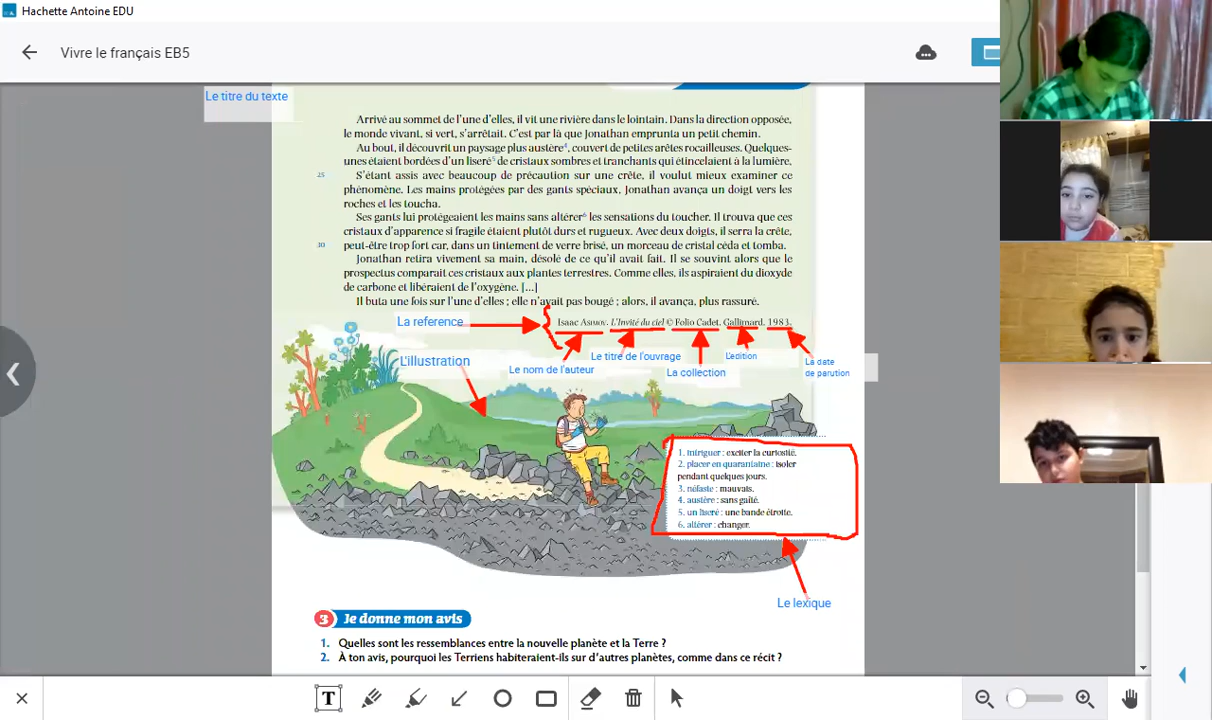 Hachette Antoine EDU
Vivre le français EB5
Le titre du texte
Arrivé au sommet de l'une d'elles, il vit une rivière dans le lointain. Dans la direction opposée,
le monde vivant, si vert, s'arrêtait. C'est par là que Jonathan emprunta un petit chemin.
Au bout, il découvrit un paysage plus austère⁴, couvert de petites arêtes rocailleuses. Quelques-
unes étaient bordées d'un liseré⁵ de cristaux sombres et tranchants qui étincelaient à la lumière.
25 S'étant assis avec beaucoup de précaution sur une crête, il voulut mieux examiner ce
phénomène. Les mains protégées par des gants spéciaux, Jonathan avança un doigt vers les
roches et les toucha.
Ses gants lui protégeaient les mains sans altérer⁶ les sensations du toucher. Il trouva que ces
cristaux d'apparence si fragile étaient plutôt durs et rugueux. Avec deux doigts, il serra la crête,
30 peut-être trop fort car, dans un tintement de verre brisé, un morceau de cristal céda et tomba.
Jonathan retira vivement sa main, désolé de ce qu'il avait fait. Il se souvint alors que le
prospectus comparait ces cristaux aux plantes terrestres. Comme elles, ils aspiraient du dioxyde
de carbone et libéraient de l'oxygène. [...]
Il buta une fois sur l'une d'elles ; elle n'avait pas bougé ; alors, il avança, plus rassuré.
La reference
Isaac Asimov, L'Invité du ciel © Folio Cadet, Gallimard, 1983.
L'illustration
Le nom de l'auteur
Le titre de l'ouvrage
La collection
L'edition
La date
de parution
1. intriguer : exciter la curiosité.
2. placer en quarantaine : isoler
pendant quelques jours.
3. néfaste : mauvais.
4. austère : sans gaîté.
5. un liseré : une bande étroite.
6. altérer : changer.
Le lexique
3 Je donne mon avis
1. Quelles sont les ressemblances entre la nouvelle planète et la Terre ?
2. À ton avis, pourquoi les Terriens habiteraient-ils sur d'autres planètes, comme dans ce récit ?
T